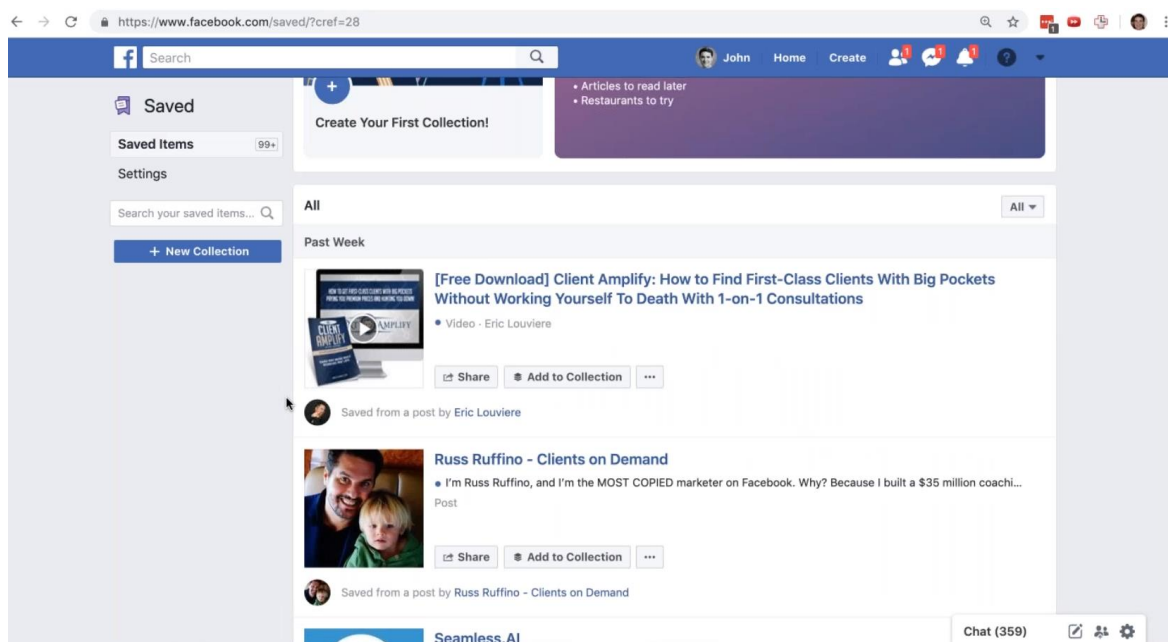 https://www.facebook.com/saved/?cref=28
1
f
Search
John Home Create 1 1 1 ?
• Articles to read later
• Restaurants to try
Create Your First Collection!
Saved
Saved Items 99+
Settings
Search your saved items...
+ New Collection
All All
Past Week
[Free Download] Client Amplify: How to Find First-Class Clients With Big Pockets
Without Working Yourself To Death With 1-on-1 Consultations
• Video · Eric Louviere
CLIENT
AMPLIFY
AMPLIFY
Share Add to Collection ...
Saved from a post by Eric Louviere
Russ Ruffino - Clients on Demand
• I'm Russ Ruffino, and I'm the MOST COPIED marketer on Facebook. Why? Because I built a $35 million coachi...
Post
Share Add to Collection ...
Saved from a post by Russ Ruffino - Clients on Demand
Seamless.AI
Chat (359)